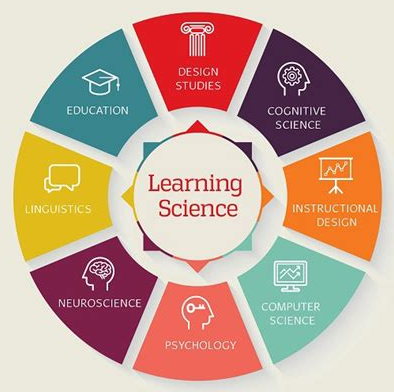 DESIGN
STUDIES
COGNITIVE
SCIENCE
INSTRUCTIONAL
DESIGN
COMPUTER
SCIENCE
PSYCHOLOGY
NEUROSCIENCE
LINGUISTICS
EDUCATION
Learning
Science